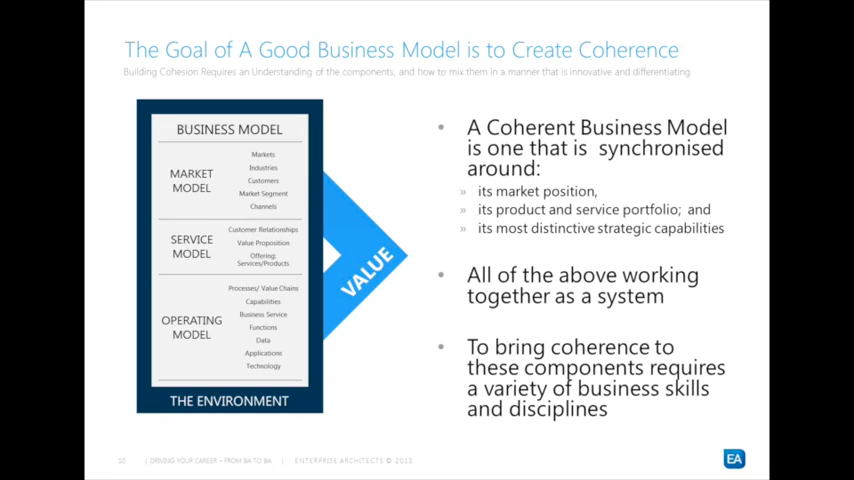 The Goal of A Good Business Model is to Create Coherence
Building Cohesion Requires an Understanding of the components, and how to mix them in a manner that is innovative and differentiating
BUSINESS MODEL
MARKET
MODEL
Markets
Industries
Customers
Market Segment
Channels
SERVICE
MODEL
Customer Relationships
Value Proposition
Offering:
Services/Products
OPERATING
MODEL
Processes/ Value Chains
Capabilities
Business Service
Functions
Data
Applications
Technology
THE ENVIRONMENT
VALUE
• A Coherent Business Model
is one that is synchronised
around:
» its market position,
» its product and service portfolio; and
» its most distinctive strategic capabilities
• All of the above working
together as a system
• To bring coherence to
these components requires
a variety of business skills
and disciplines
10 | DRIVING YOUR CAREER – FROM BA TO BA | ENTERPRISE ARCHITECTS © 2013
EA